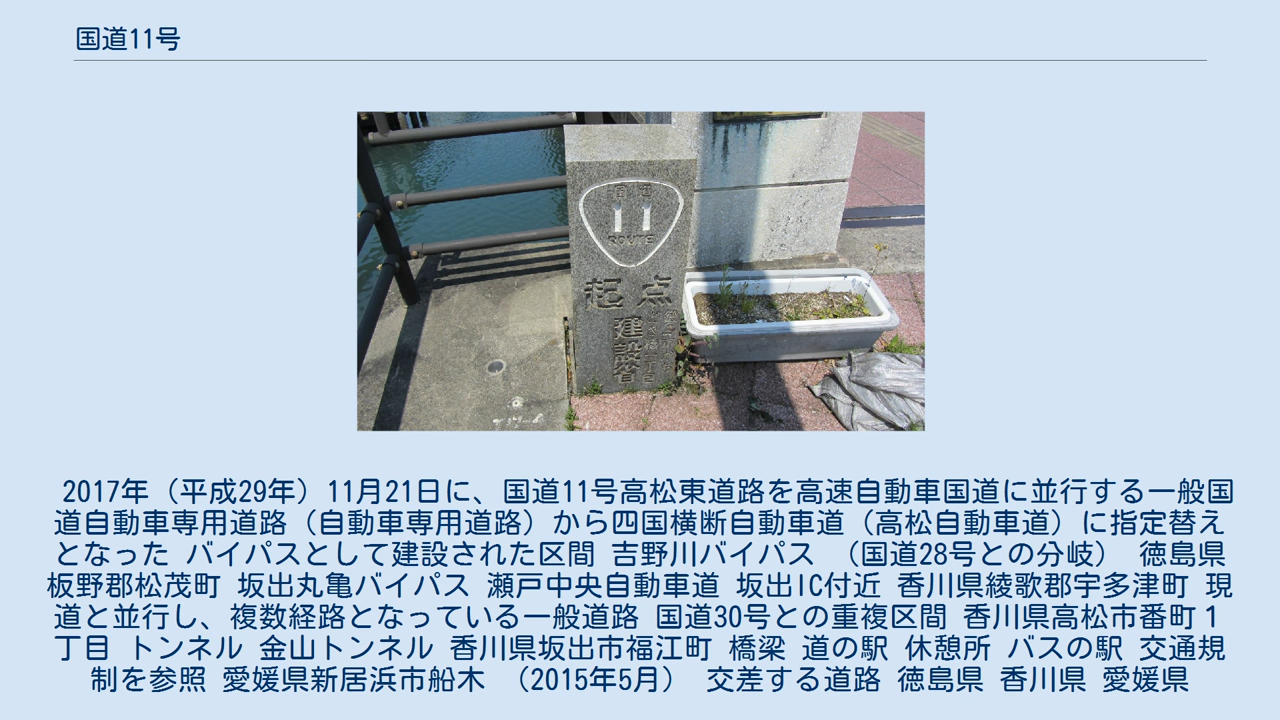 国道11号
国道
11
ROUTE
起点
建設省
2017年（平成29年）11月21日に、国道11号高松東道路を高速自動車国道に並行する一般国
道自動車専用道路（自動車専用道路）から四国横断自動車道（高松自動車道）に指定替え
となった バイパスとして建設された区間 吉野川バイパス （国道28号との分岐） 徳島県
板野郡松茂町 坂出丸亀バイパス 瀬戸中央自動車道 坂出IC付近 香川県綾歌郡宇多津町 現
道と並行し、複数経路となっている一般道路 国道30号との重複区間 香川県高松市番町１
丁目 トンネル 金山トンネル 香川県坂出市福江町 橋梁 道の駅 休憩所 バスの駅 交通規
制を参照 愛媛県新居浜市船木 （2015年5月） 交差する道路 徳島県 香川県 愛媛県